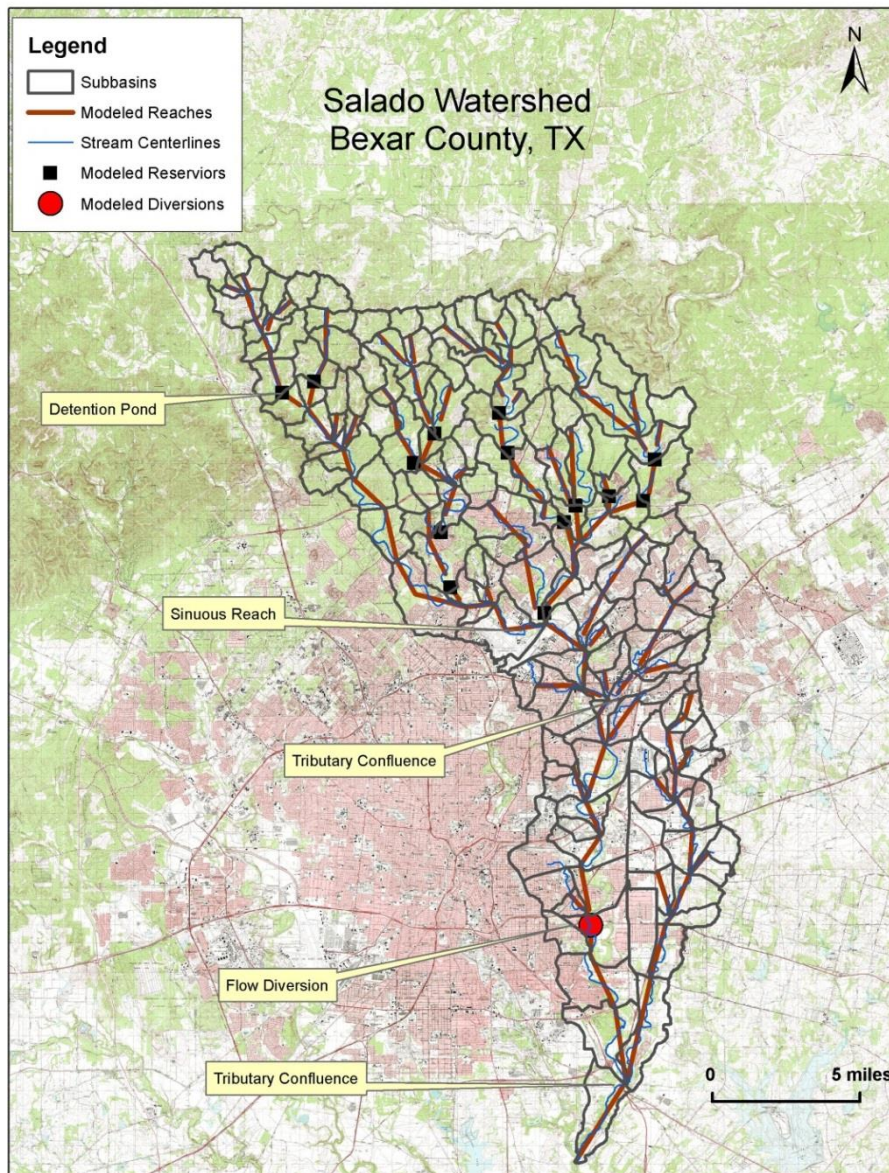 Legend
Subbasins
Modeled Reaches
Stream Centerlines
Modeled Reserviors
Modeled Diversions
N
Salado Watershed
Bexar County, TX
Detention Pond
Sinuous Reach
Tributary Confluence
Flow Diversion
Tributary Confluence
0 5 miles